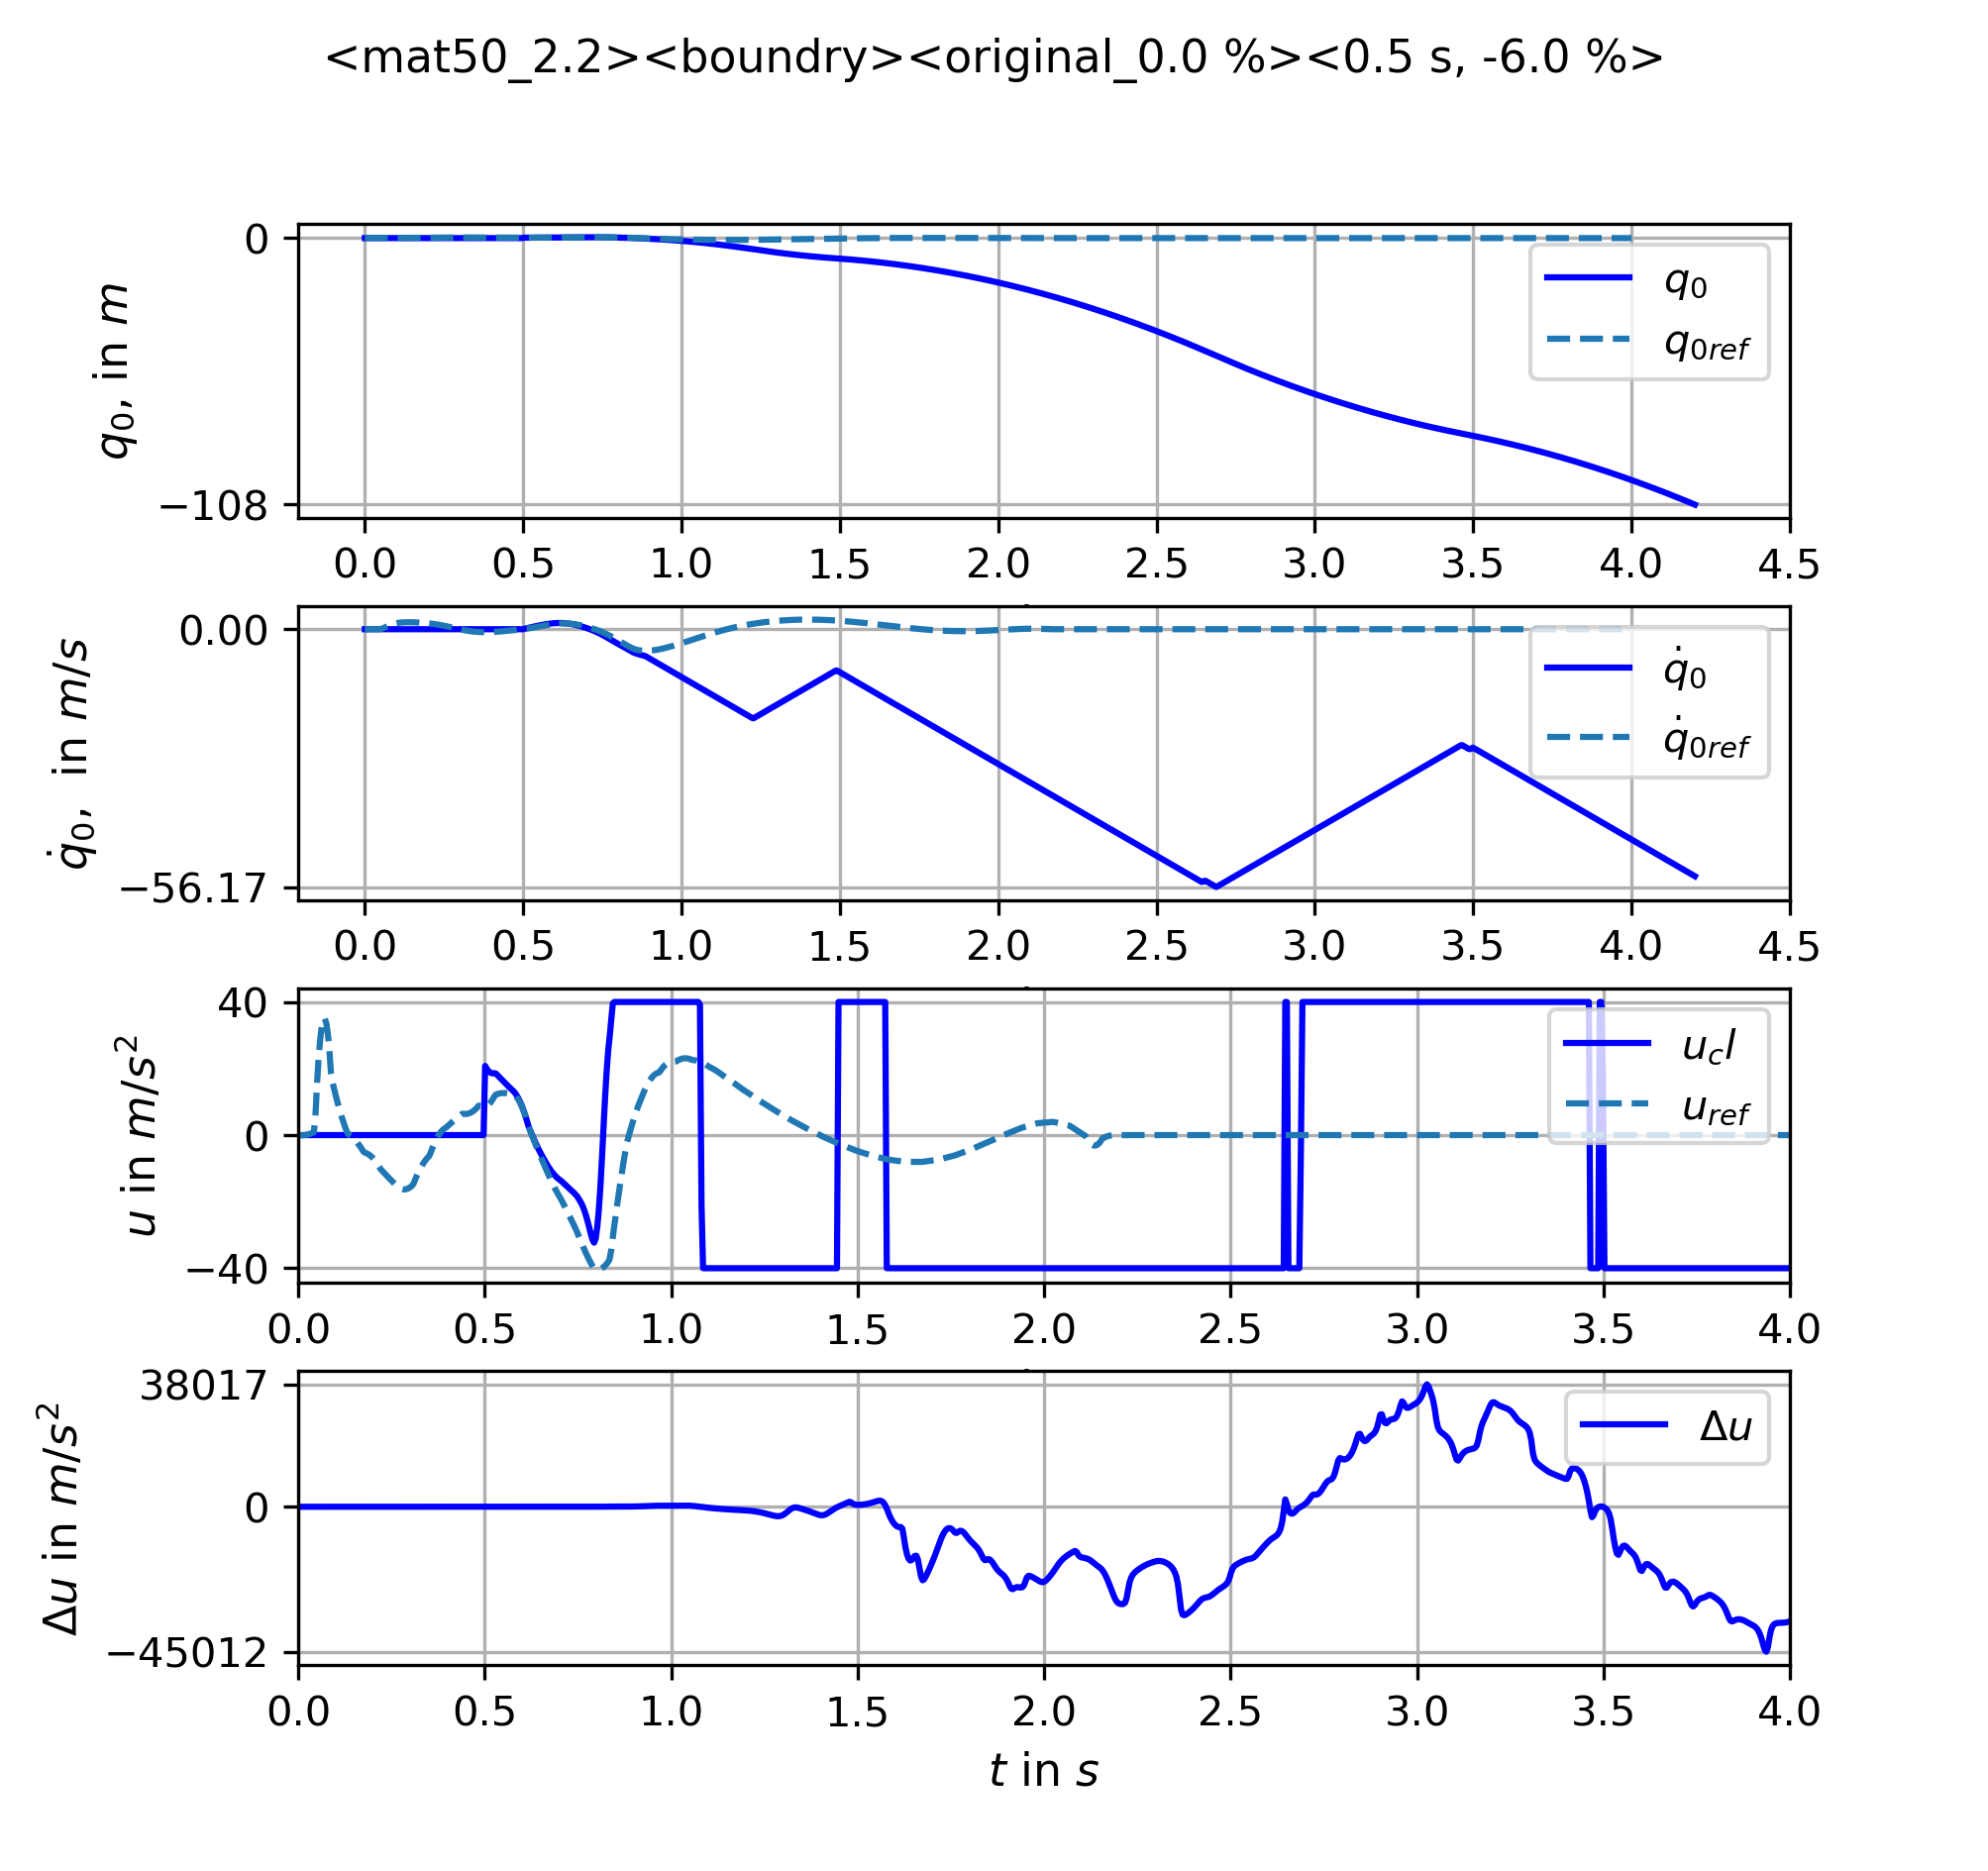 <mat50_2.2><boundry><original_0.0 %><0.5 s, -6.0 %>
q₀, in m
0
−108
q₀
q₀ref
0.0 0.5 1.0 1.5 2.0 2.5 3.0 3.5 4.0 4.5
q̇₀, in m/s
0.00
−56.17
q̇₀
q̇₀ref
0.0 0.5 1.0 1.5 2.0 2.5 3.0 3.5 4.0 4.5
u in m/s²
40
0
−40
u_cl
u_ref
0.0 0.5 1.0 1.5 2.0 2.5 3.0 3.5 4.0
Δu in m/s²
38017
0
−45012
Δu
0.0 0.5 1.0 1.5 2.0 2.5 3.0 3.5 4.0
t in s